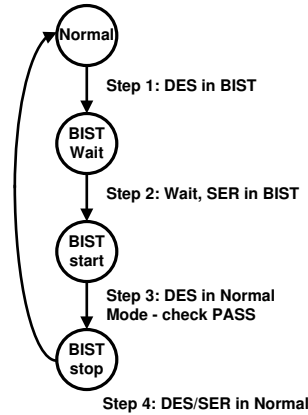 Normal
Step 1: DES in BIST
BIST
Wait
Step 2: Wait, SER in BIST
BIST
start
Step 3: DES in Normal
Mode - check PASS
BIST
stop
Step 4: DES/SER in Normal